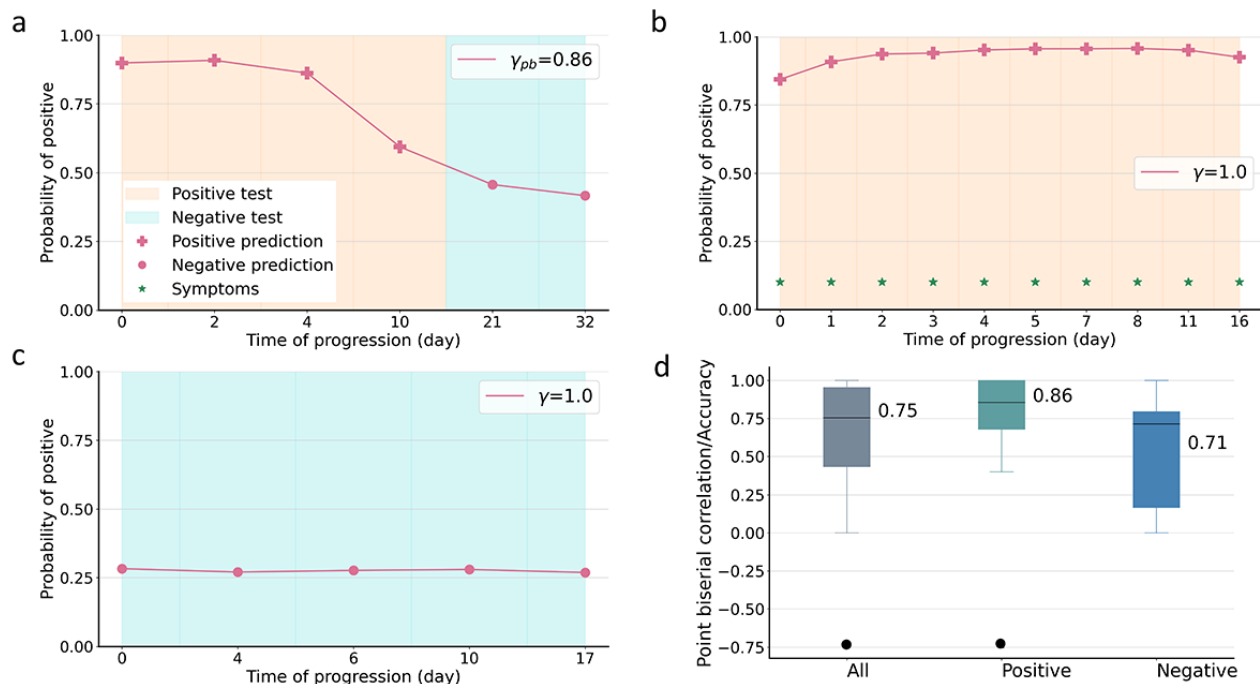 a
Probability of positive
1.00
0.75
0.50
0.25
0.00
γpb=0.86
Positive test
Negative test
Positive prediction
Negative prediction
Symptoms
0 2 4 10 21 32
Time of progression (day)
b
Probability of positive
1.00
0.75
0.50
0.25
0.00
γ=1.0
0 1 2 3 4 5 7 8 11 16
Time of progression (day)
c
Probability of positive
1.00
0.75
0.50
0.25
0.00
γ=1.0
0 4 6 10 17
Time of progression (day)
d
Point biserial correlation/Accuracy
1.00
0.75
0.50
0.25
0.00
−0.25
−0.50
−0.75
0.75
0.86
0.71
All Positive Negative